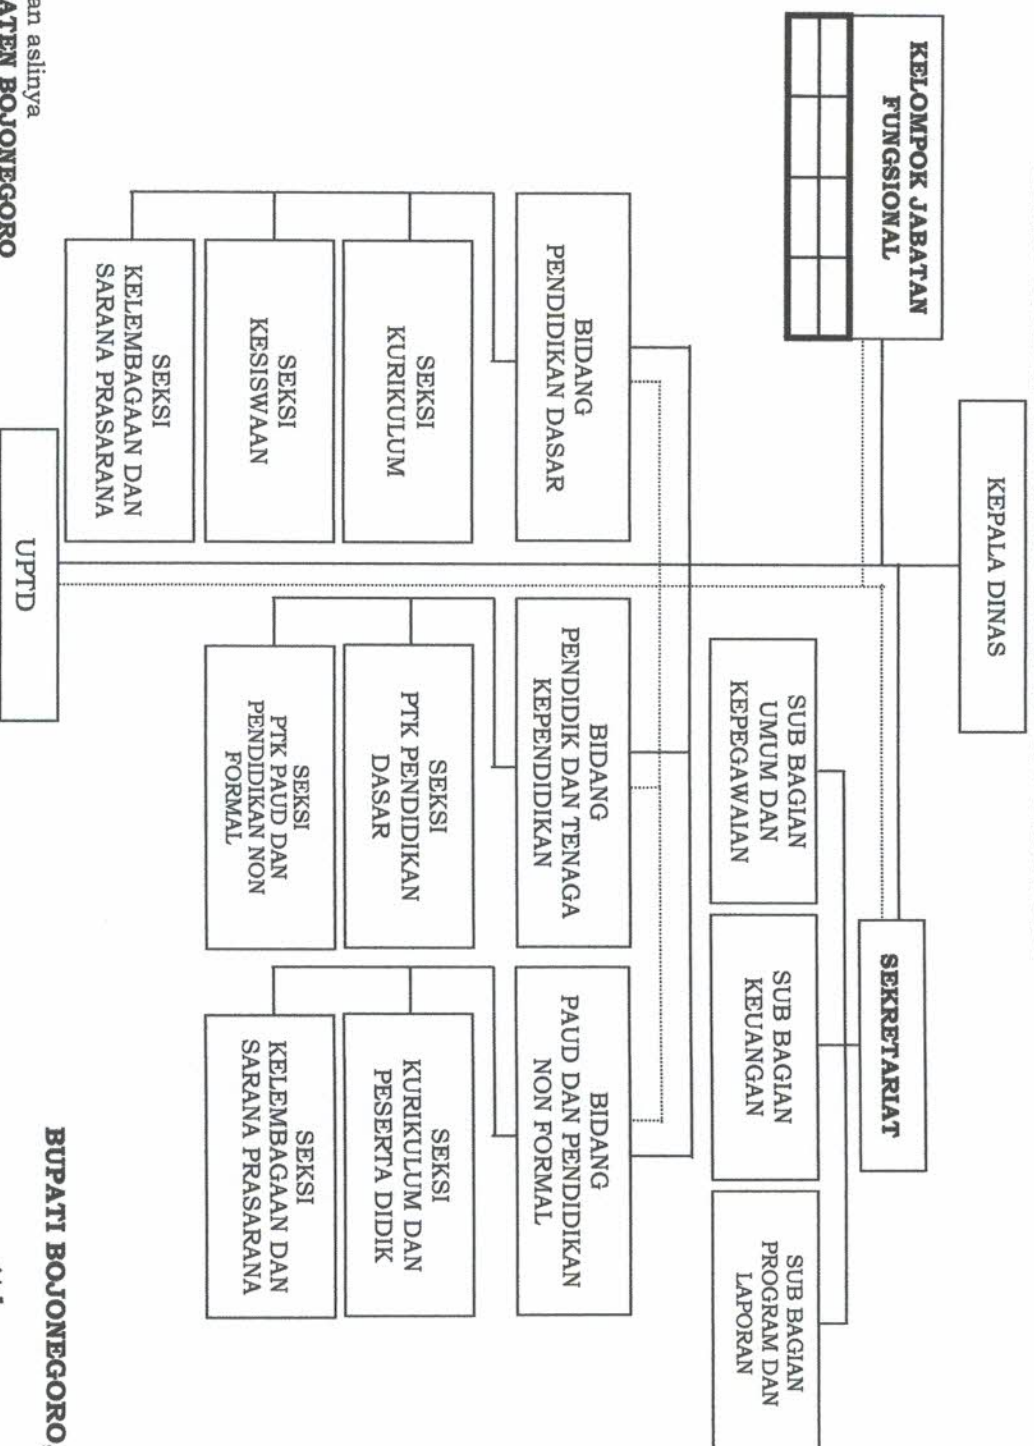 KEPALA DINAS
KELOMPOK JABATAN
FUNGSIONAL
SEKRETARIAT
SUB BAGIAN
UMUM DAN
KEPEGAWAIAN
SUB BAGIAN
KEUANGAN
SUB BAGIAN
PROGRAM DAN
LAPORAN
BIDANG
PENDIDIKAN DASAR
BIDANG
PENDIDIK DAN TENAGA
KEPENDIDIKAN
BIDANG
PAUD DAN PENDIDIKAN
NON FORMAL
SEKSI
KURIKULUM
SEKSI
PTK PENDIDIKAN
DASAR
SEKSI
KURIKULUM DAN
PESERTA DIDIK
SEKSI
KESISWAAN
SEKSI
PTK PAUD DAN
PENDIDIKAN NON
FORMAL
SEKSI
KELEMBAGAAN DAN
SARANA PRASARANA
SEKSI
KELEMBAGAAN DAN
SARANA PRASARANA
UPTD
an aslinya
ATEN BOJONEGORO
BUPATI BOJONEGORO,